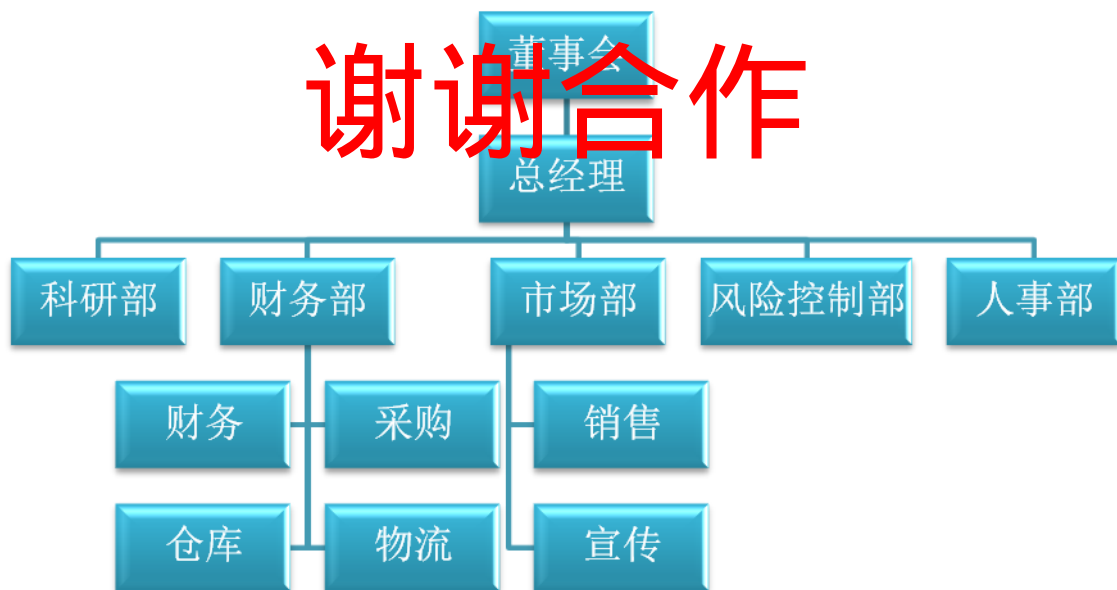 董事会
谢谢合作
总经理
科研部
财务部
市场部
风险控制部
人事部
财务
采购
销售
仓库
物流
宣传